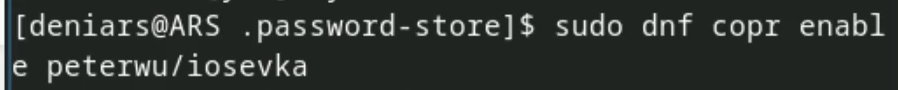 [deniars@ARS .password-store]$ sudo dnf copr enabl
e peterwu/iosevka